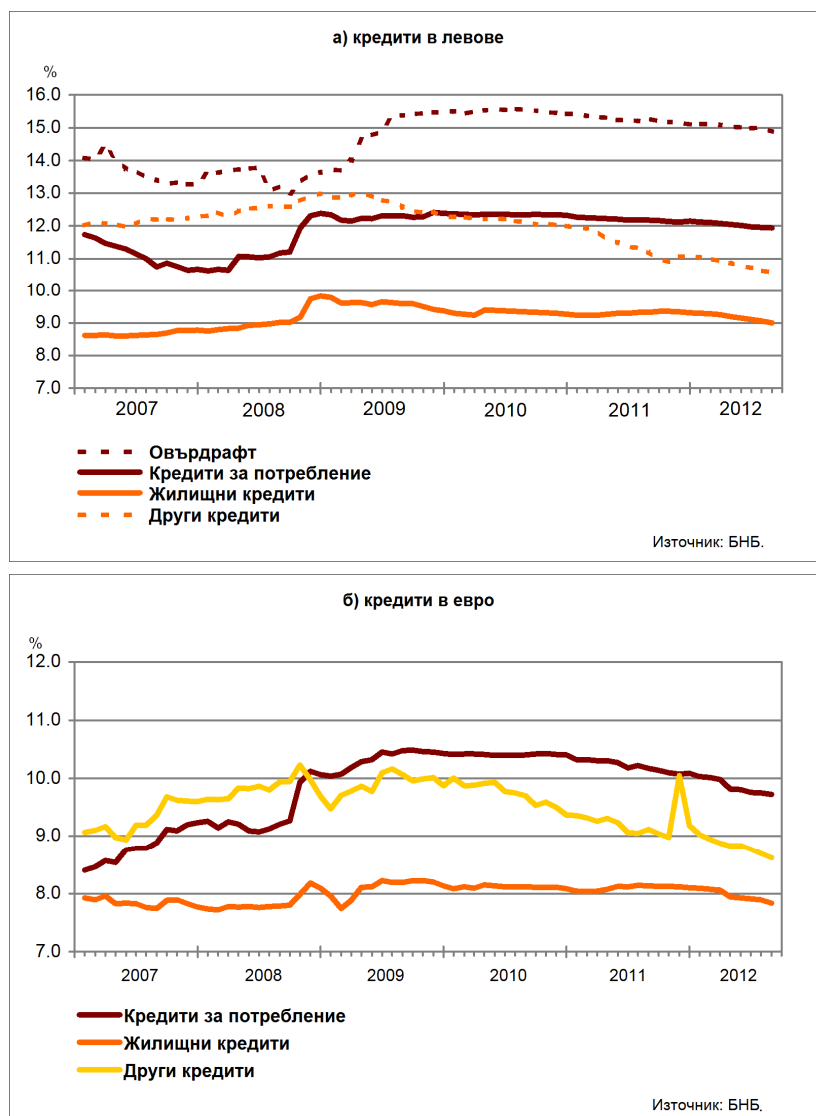 а) кредити в левове
%
16.0
15.0
14.0
13.0
12.0
11.0
10.0
9.0
8.0
7.0
2007 2008 2009 2010 2011 2012
Овърдрафт
Кредити за потребление
Жилищни кредити
Други кредити
Източник: БНБ.
б) кредити в евро
%
12.0
11.0
10.0
9.0
8.0
7.0
2007 2008 2009 2010 2011 2012
Кредити за потребление
Жилищни кредити
Други кредити
Източник: БНБ.